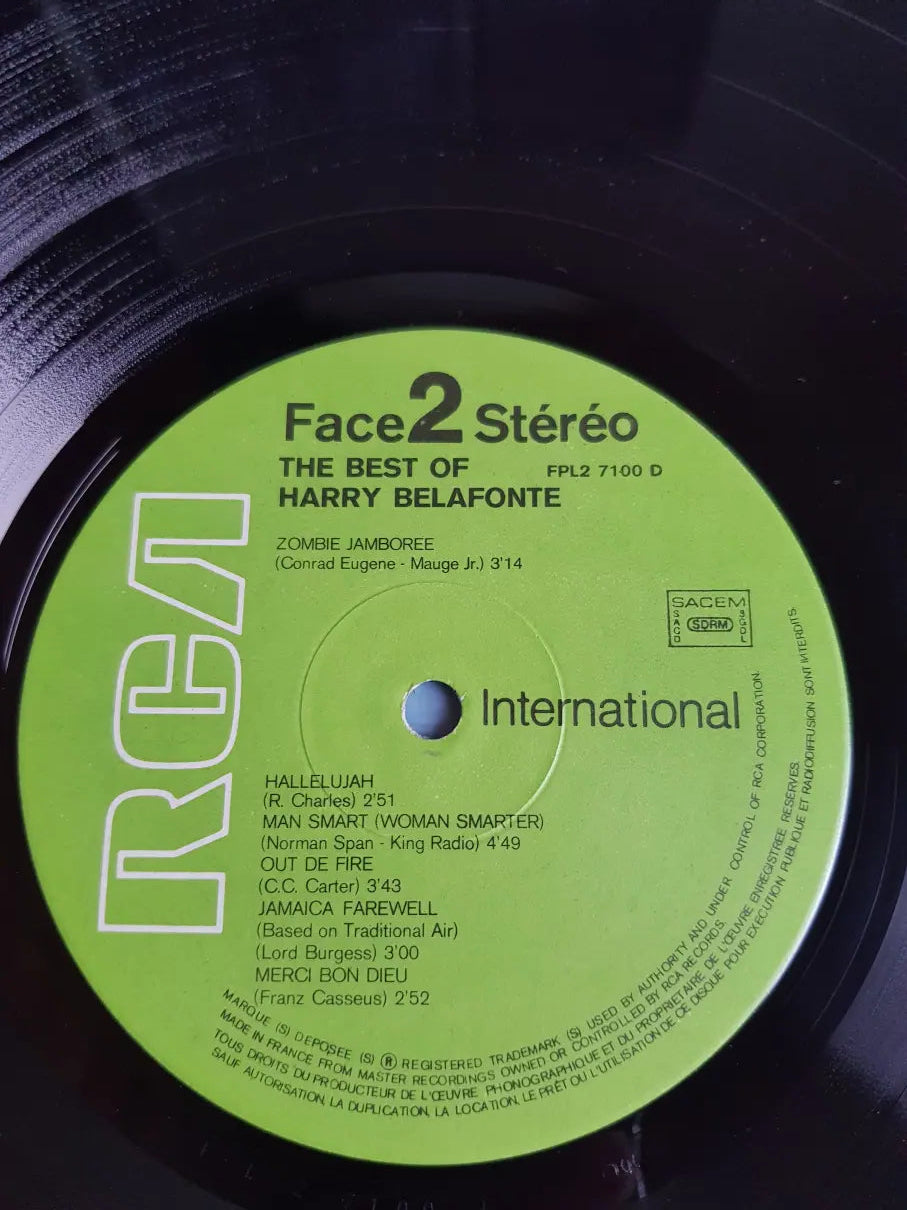 Face 2 Stéréo
THE BEST OF
HARRY BELAFONTE
FPL2 7100 D
ZOMBIE JAMBOREE
(Conrad Eugene - Mauge Jr.) 3'14
RCA
SACEM
SACD
SDRM
SGDL
International
HALLELUJAH
(R. Charles) 2'51
MAN SMART (WOMAN SMARTER)
(Norman Span - King Radio) 4'49
OUT DE FIRE
(C.C. Carter) 3'43
JAMAICA FAREWELL
(Based on Traditional Air)
(Lord Burgess) 3'00
MERCI BON DIEU
(Franz Casseus) 2'52
MARQUE (S) DEPOSEE (S) ® REGISTERED TRADEMARK (S) USED BY AUTHORITY AND UNDER CONTROL OF RCA CORPORATION.
MADE IN FRANCE FROM MASTER RECORDINGS OWNED OR CONTROLLED BY RCA RECORDS.
TOUS DROITS DU PRODUCTEUR DE L'ŒUVRE PHONOGRAPHIQUE ET DU PROPRIETAIRE DE L'ŒUVRE ENREGISTREE RESERVES.
SAUF AUTORISATION, LA DUPLICATION, LA LOCATION, LE PRÊT OU L'UTILISATION DE CE DISQUE POUR EXECUTION PUBLIQUE ET RADIODIFFUSION SONT INTERDITS.